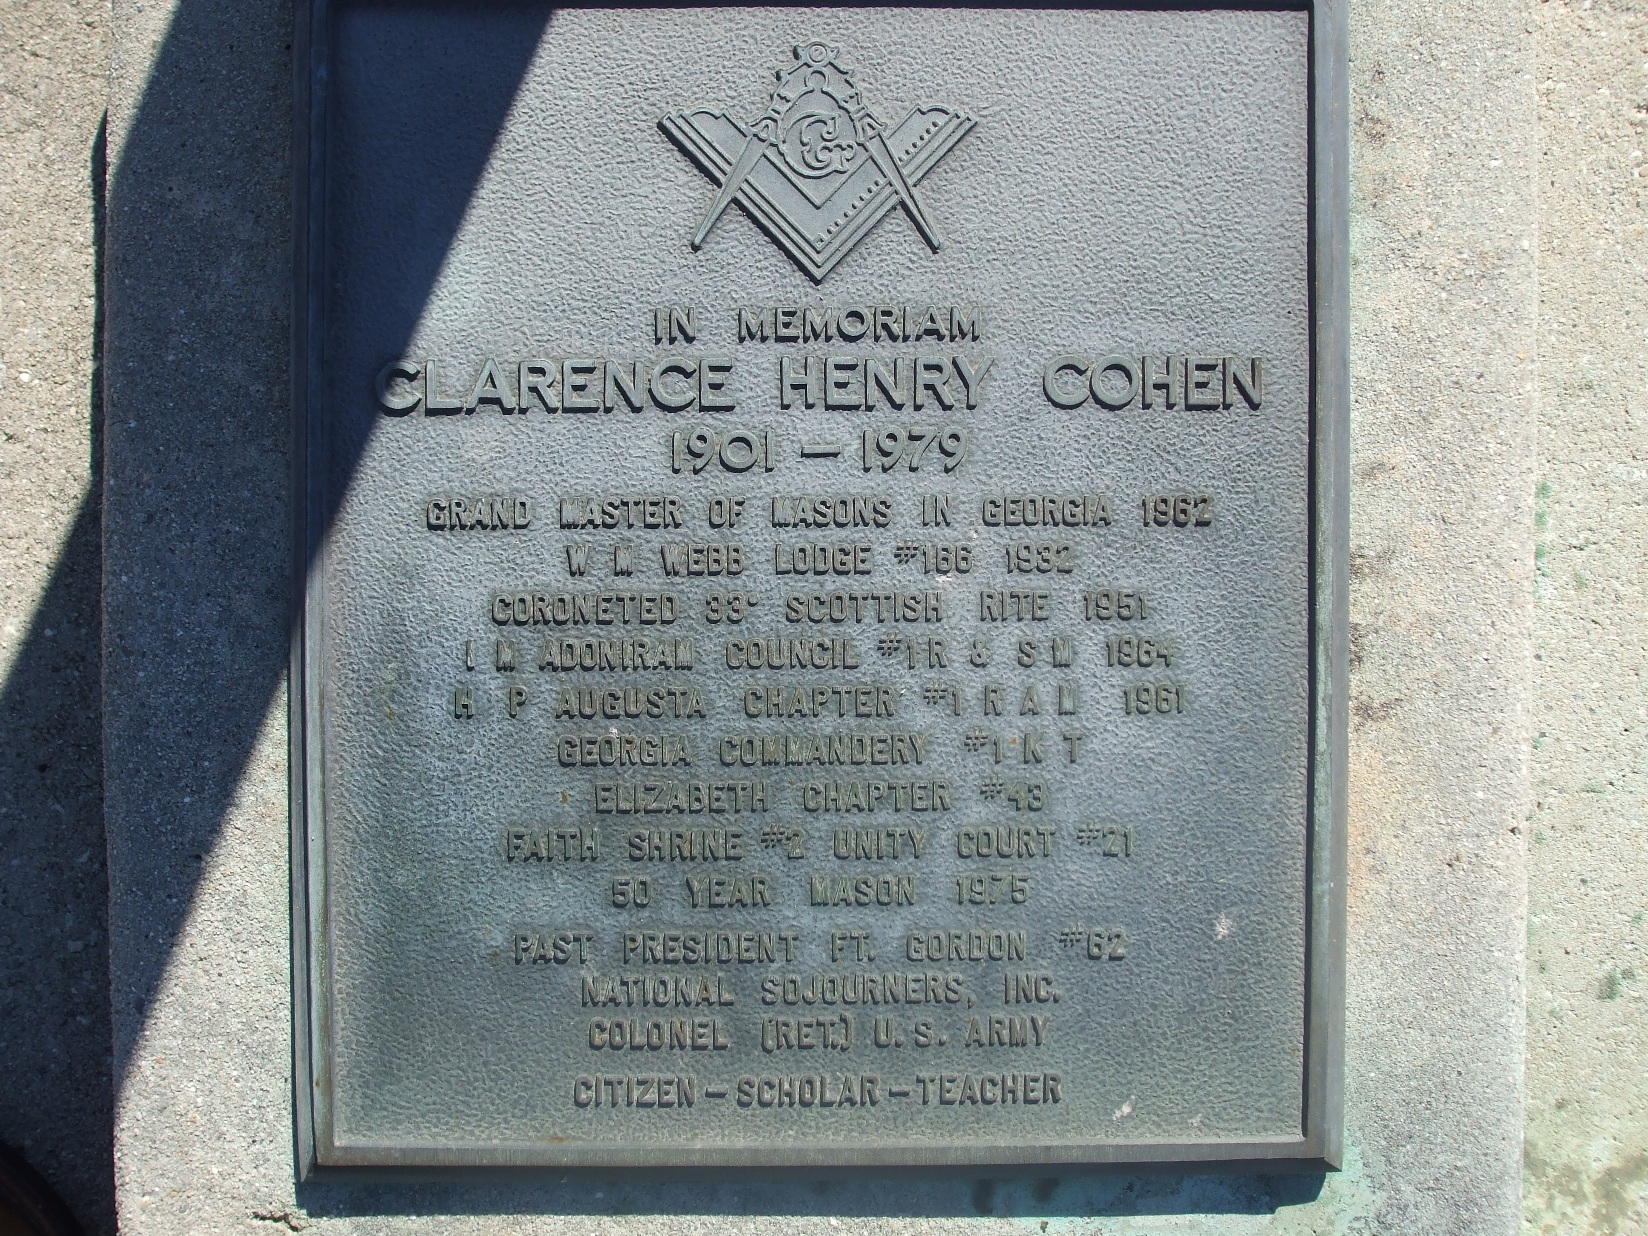 G
IN MEMORIAM
CLARENCE HENRY COHEN
1901 — 1979
GRAND MASTER OF MASONS IN GEORGIA 1962
W M WEBB LODGE #166 1932
CORONETED 33° SCOTTISH RITE 1951
I M ADONIRAM COUNCIL #1 R & S M 1964
H P AUGUSTA CHAPTER #1 R A M 1961
GEORGIA COMMANDERY #1 K T
ELIZABETH CHAPTER #43
FAITH SHRINE #2 UNITY COURT #21
50 YEAR MASON 1975
PAST PRESIDENT FT. GORDON #62
NATIONAL SOJOURNERS, INC.
COLONEL (RET.) U. S. ARMY
CITIZEN — SCHOLAR — TEACHER